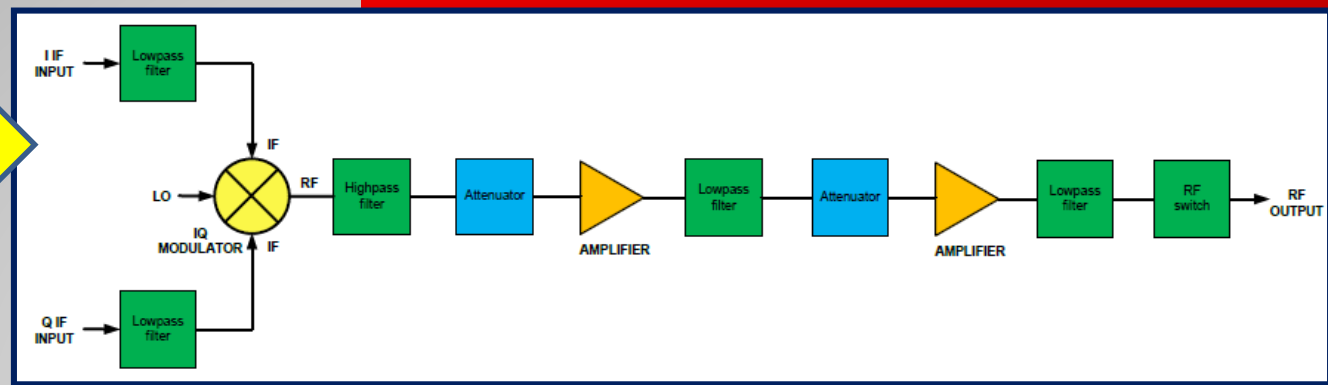 I IF
INPUT
Lowpass
filter
IF
LO
RF
IQ
MODULATOR
IF
Highpass
filter
Attenuator
AMPLIFIER
Lowpass
filter
Attenuator
AMPLIFIER
Lowpass
filter
RF
switch
RF
OUTPUT
Q IF
INPUT
Lowpass
filter